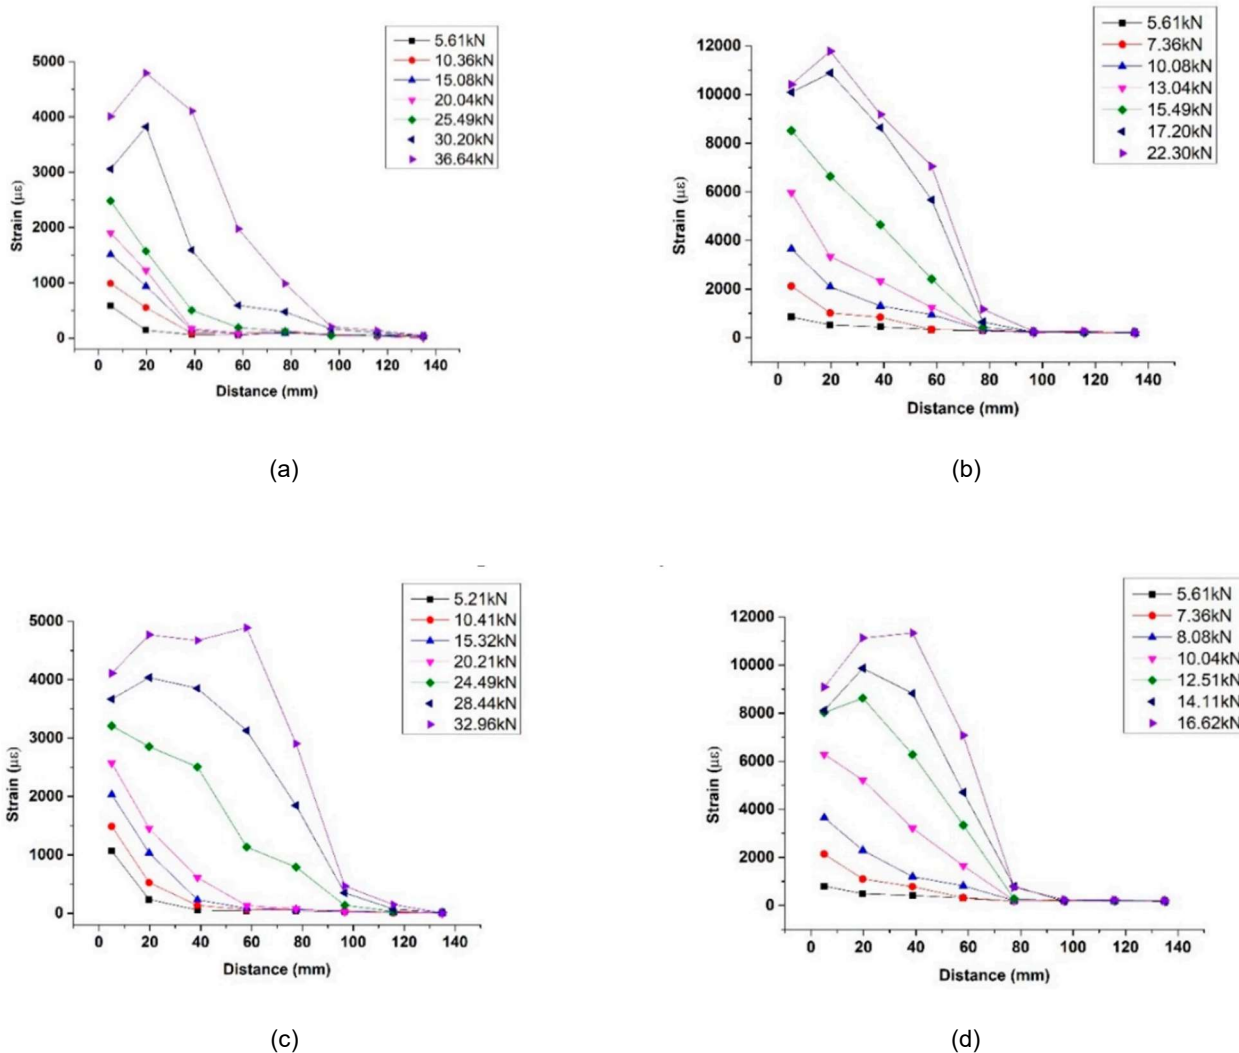 5.61kN
10.36kN
15.08kN
20.04kN
25.49kN
30.20kN
36.64kN
5000
4000
3000
2000
1000
0
Strain (με)
0 20 40 60 80 100 120 140
Distance (mm)
(a)
5.61kN
7.36kN
10.08kN
13.04kN
15.49kN
17.20kN
22.30kN
12000
10000
8000
6000
4000
2000
0
Strain (με)
0 20 40 60 80 100 120 140
Distance (mm)
(b)
5.21kN
10.41kN
15.32kN
20.21kN
24.49kN
28.44kN
32.96kN
5000
4000
3000
2000
1000
0
Strain (με)
0 20 40 60 80 100 120 140
Distance (mm)
(c)
5.61kN
7.36kN
8.08kN
10.04kN
12.51kN
14.11kN
16.62kN
12000
10000
8000
6000
4000
2000
0
Strain (με)
0 20 40 60 80 100 120 140
Distance (mm)
(d)